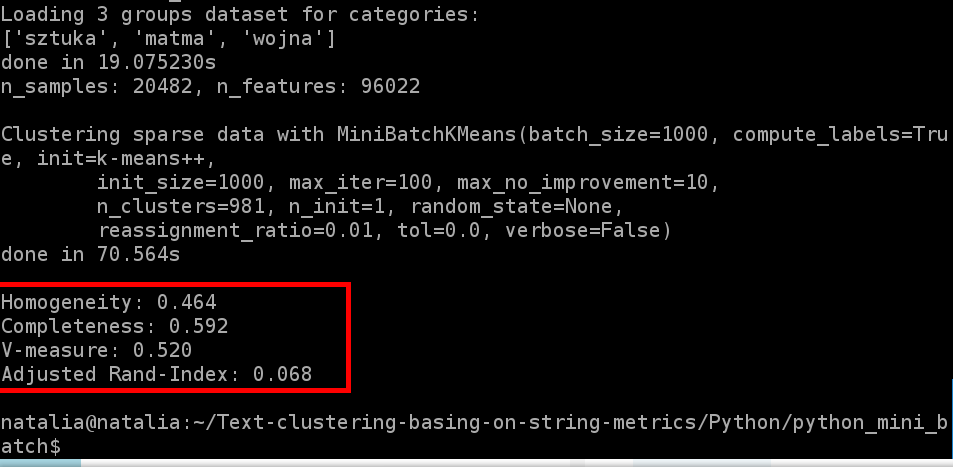 Loading 3 groups dataset for categories:
['sztuka', 'matma', 'wojna']
done in 19.075230s
n_samples: 20482, n_features: 96022
Clustering sparse data with MiniBatchKMeans(batch_size=1000, compute_labels=Tru
e, init=k-means++,
init_size=1000, max_iter=100, max_no_improvement=10,
n_clusters=981, n_init=1, random_state=None,
reassignment_ratio=0.01, tol=0.0, verbose=False)
done in 70.564s
Homogeneity: 0.464
Completeness: 0.592
V-measure: 0.520
Adjusted Rand-Index: 0.068
natalia@natalia:~/Text-clustering-basing-on-string-metrics/Python/python_mini_b
atch$